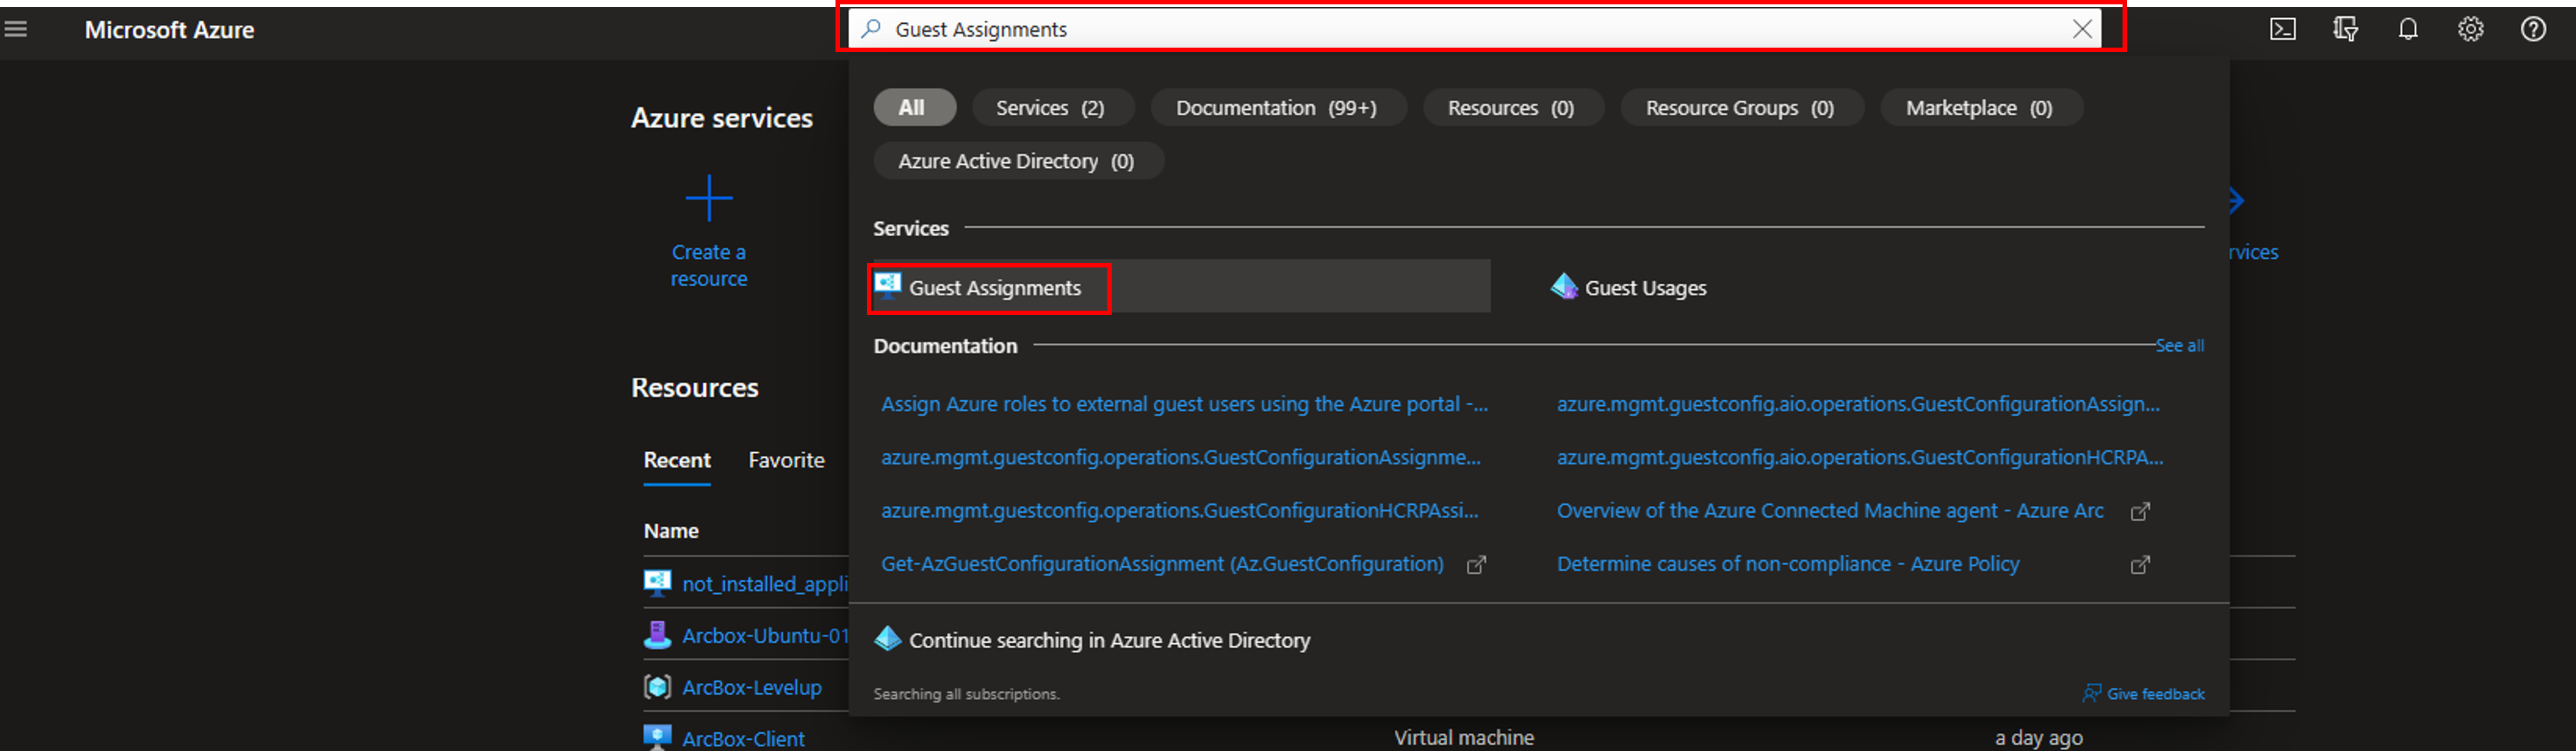 Microsoft Azure
Guest Assignments
All
Services (2)
Documentation (99+)
Resources (0)
Resource Groups (0)
Marketplace (0)
Azure Active Directory (0)
Azure services
Create a
resource
rvices
Services
Guest Assignments
Guest Usages
Documentation
See all
Assign Azure roles to external guest users using the Azure portal -...
azure.mgmt.guestconfig.aio.operations.GuestConfigurationAssign...
azure.mgmt.guestconfig.operations.GuestConfigurationAssignme...
azure.mgmt.guestconfig.aio.operations.GuestConfigurationHCRPA...
azure.mgmt.guestconfig.operations.GuestConfigurationHCRPAssi...
Overview of the Azure Connected Machine agent - Azure Arc
Get-AzGuestConfigurationAssignment (Az.GuestConfiguration)
Determine causes of non-compliance - Azure Policy
Continue searching in Azure Active Directory
Searching all subscriptions.
Give feedback
Resources
Recent
Favorite
Name
not_installed_appli
Arcbox-Ubuntu-01
ArcBox-Levelup
ArcBox-Client
Virtual machine
a day ago